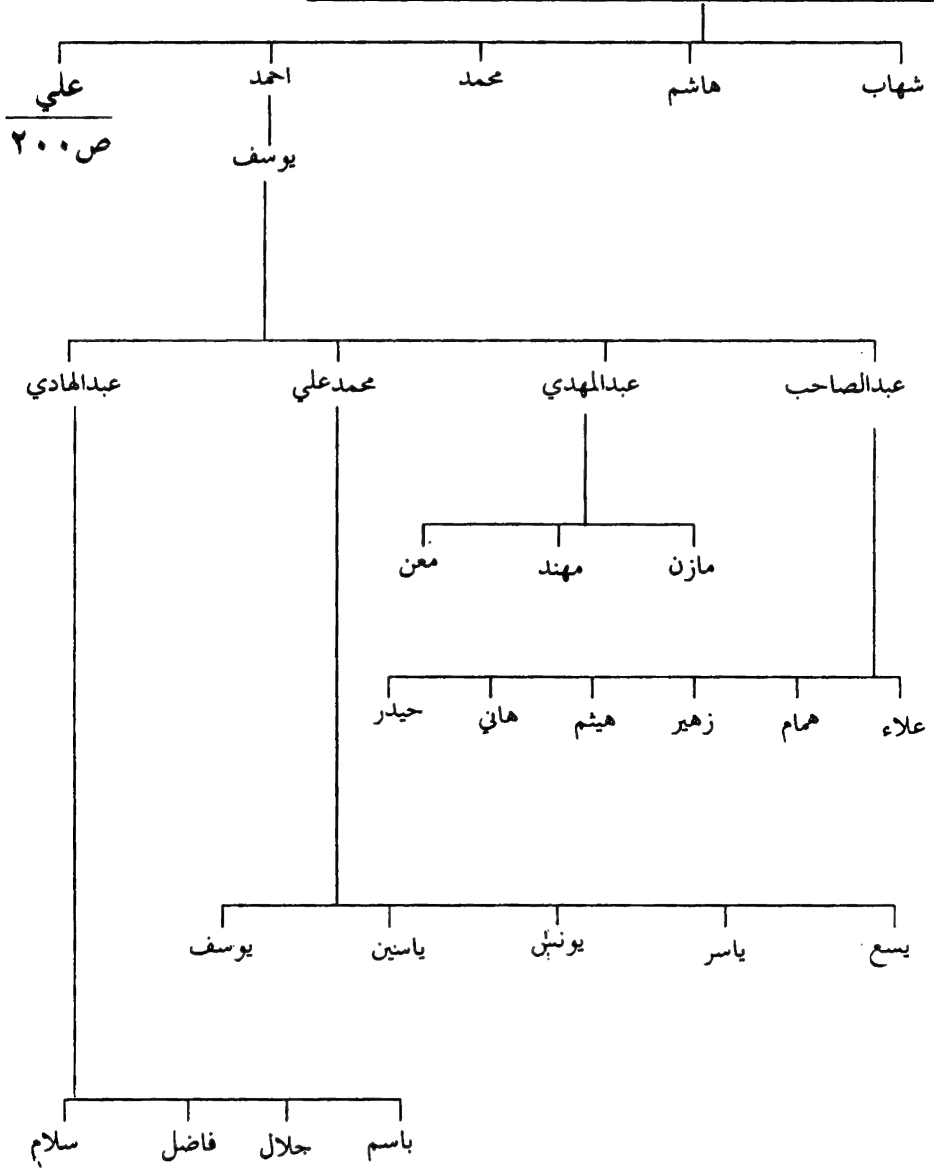 شهاب هاشم محمد احمد علي
ص٢٠٠
يوسف
عبدالصاحب عبدالمهدي محمدعلي عبدالهادي
مازن مهند معن
علاء همام زهير هيثم هاني حيدر
يسع ياسر يونس ياسين يوسف
باسم جلال فاضل سلام